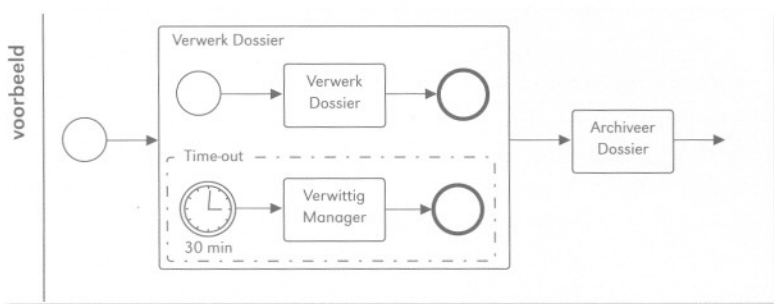 voorbeeld
Verwerk Dossier
Verwerk
Dossier
Time-out
30 min
Verwittig
Manager
Archiveer
Dossier